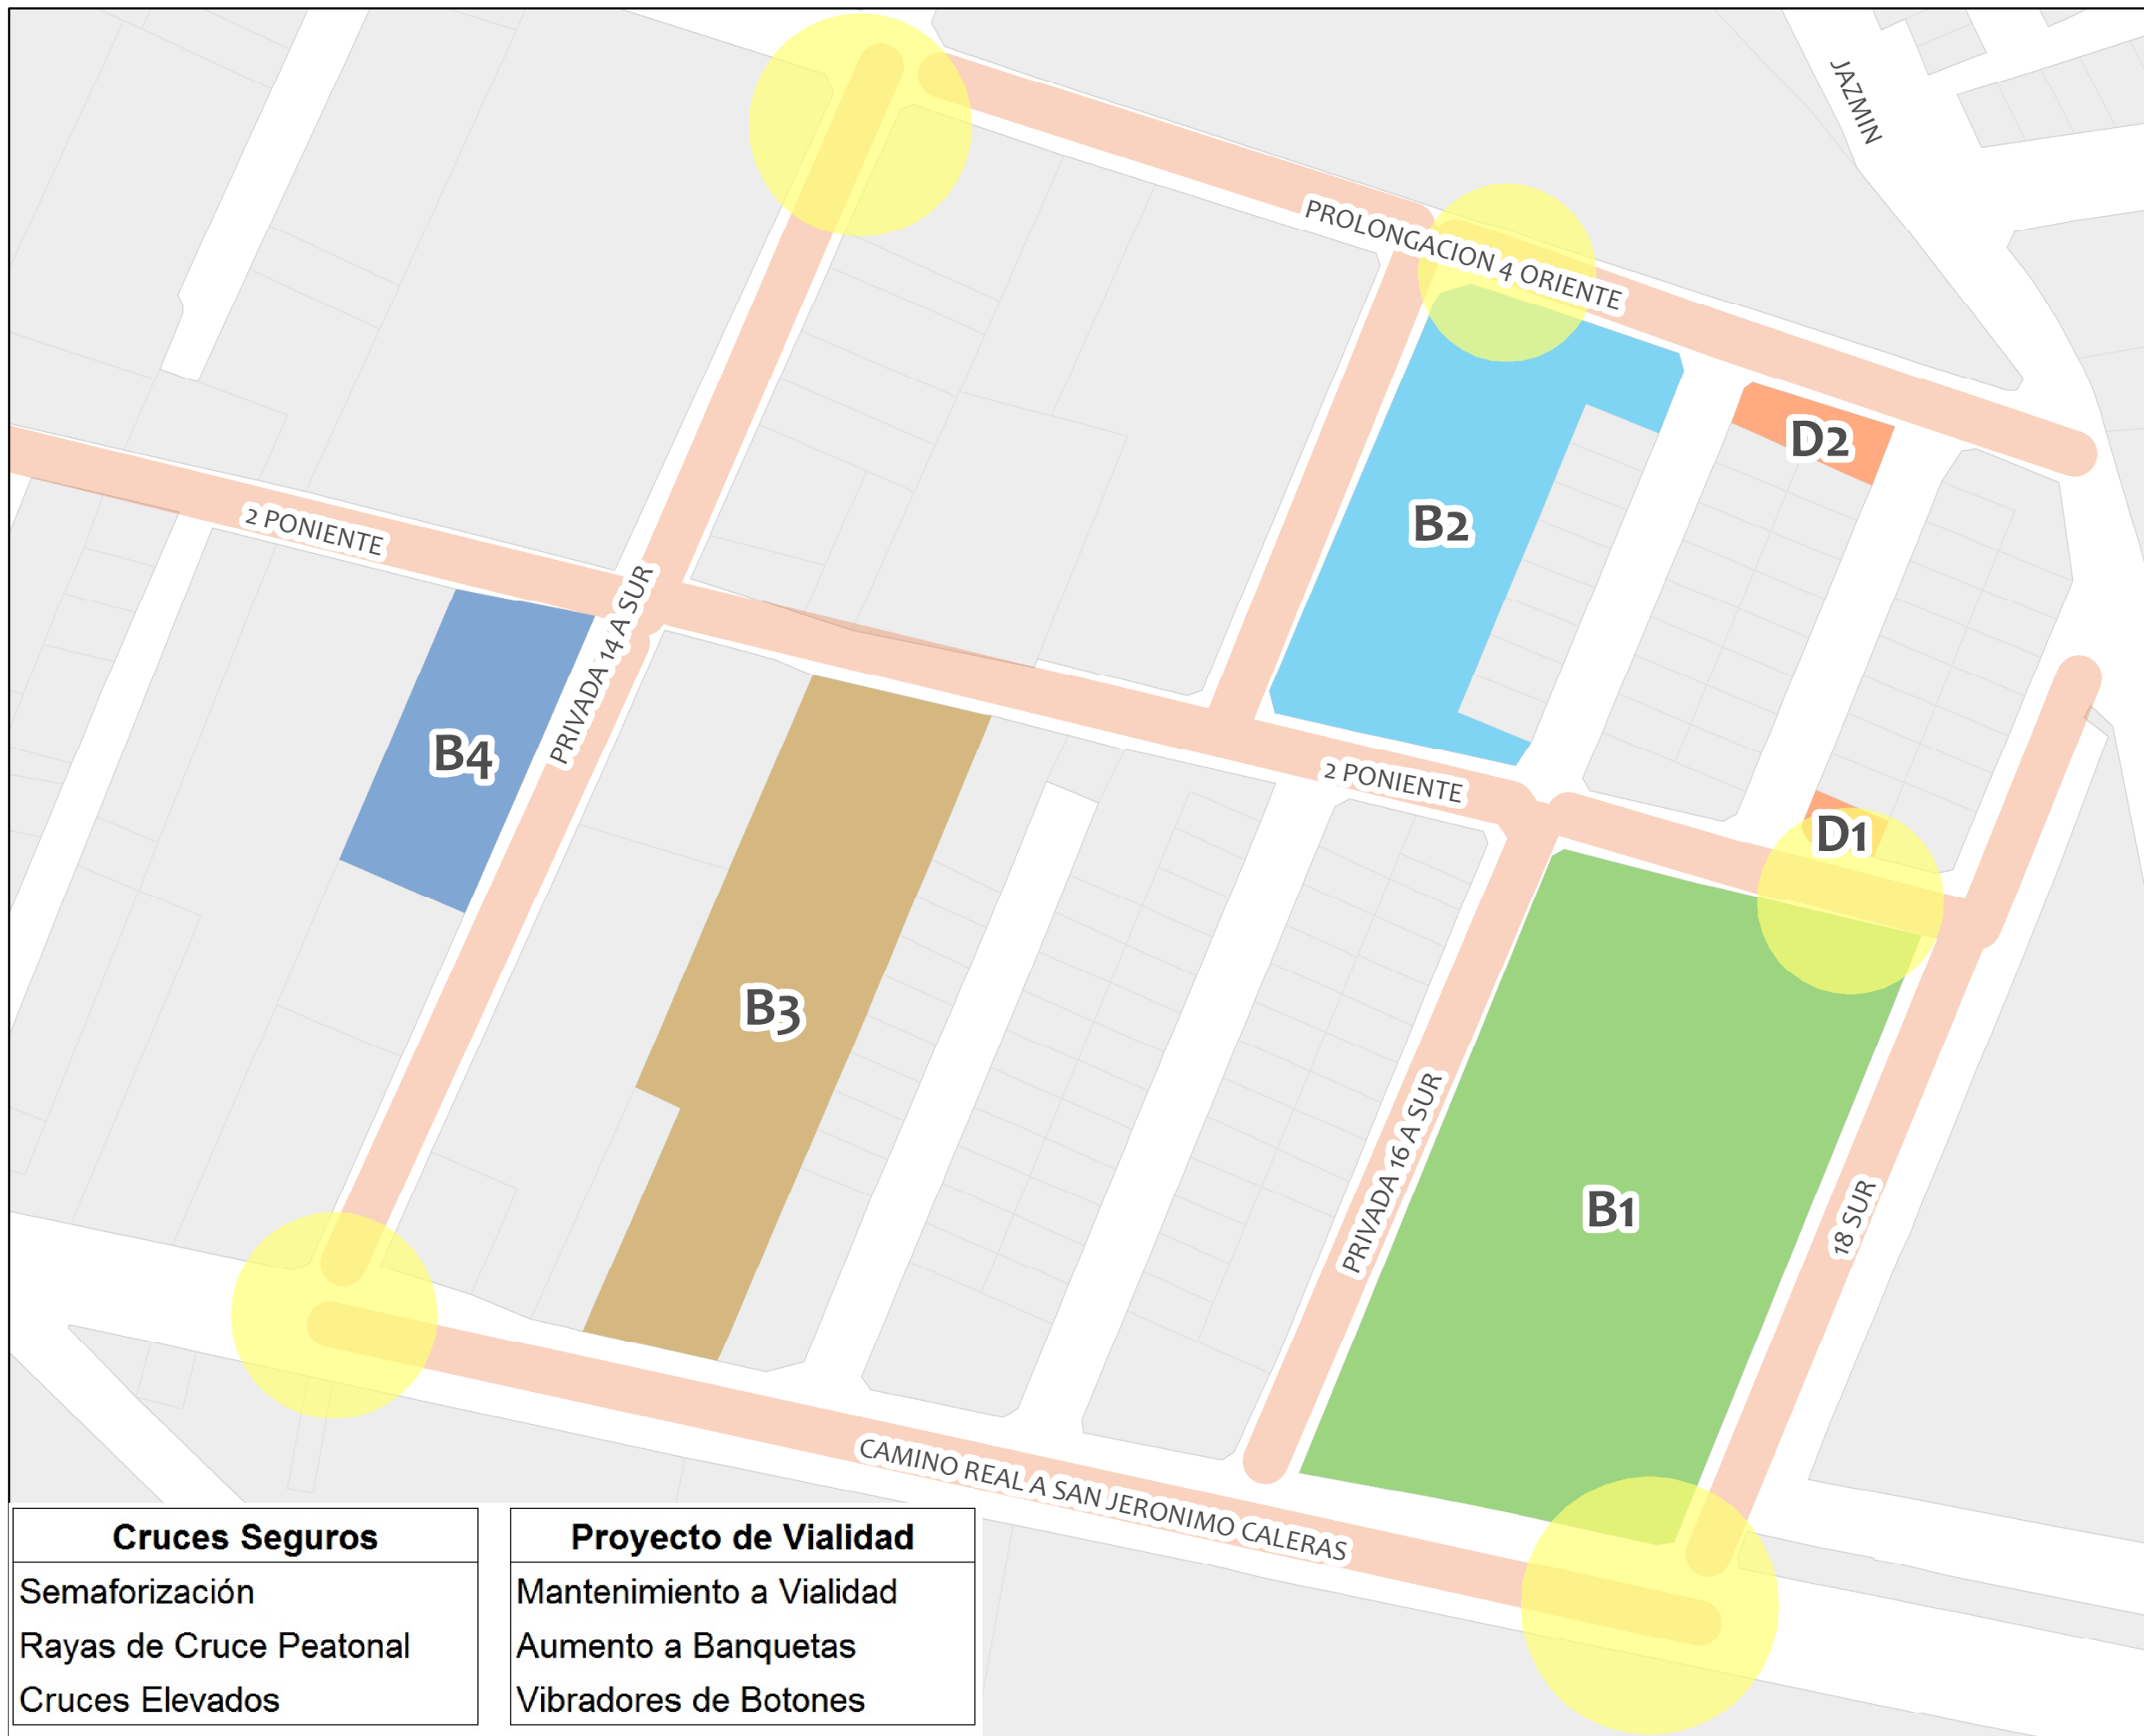 JAZMIN
PROLONGACION 4 ORIENTE
D2
B2
2 PONIENTE
PRIVADA 14 A SUR
B4
2 PONIENTE
D1
B3
PRIVADA 16 A SUR
B1
18 SUR
CAMINO REAL A SAN JERONIMO CALERAS
Cruces Seguros
Semaforización
Rayas de Cruce Peatonal
Cruces Elevados
Proyecto de Vialidad
Mantenimiento a Vialidad
Aumento a Banquetas
Vibradores de Botones